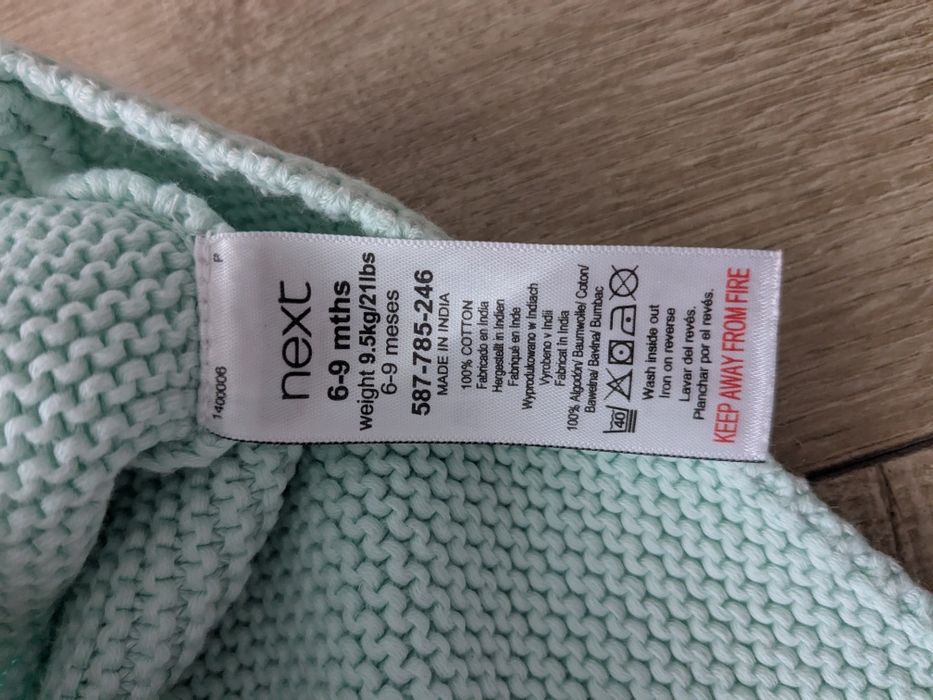 next
6-9 mths
weight 9.5kg/21lbs
6-9 meses
587-785-246
MADE IN INDIA
100% COTTON
Fabricado en India
Hergestellt in Indien
Fabriqué en Inde
Wyprodukowano w Indiach
Vyrobeno v Indii
Fabricat în India
100% Algodón/ Baumwolle/ Coton/
Bawełna/ Bavlna/ Bumbac
40
Wash inside out
Iron on reverse
Lavar del revés.
Planchar por el revés.
KEEP AWAY FROM FIRE
1400006
P